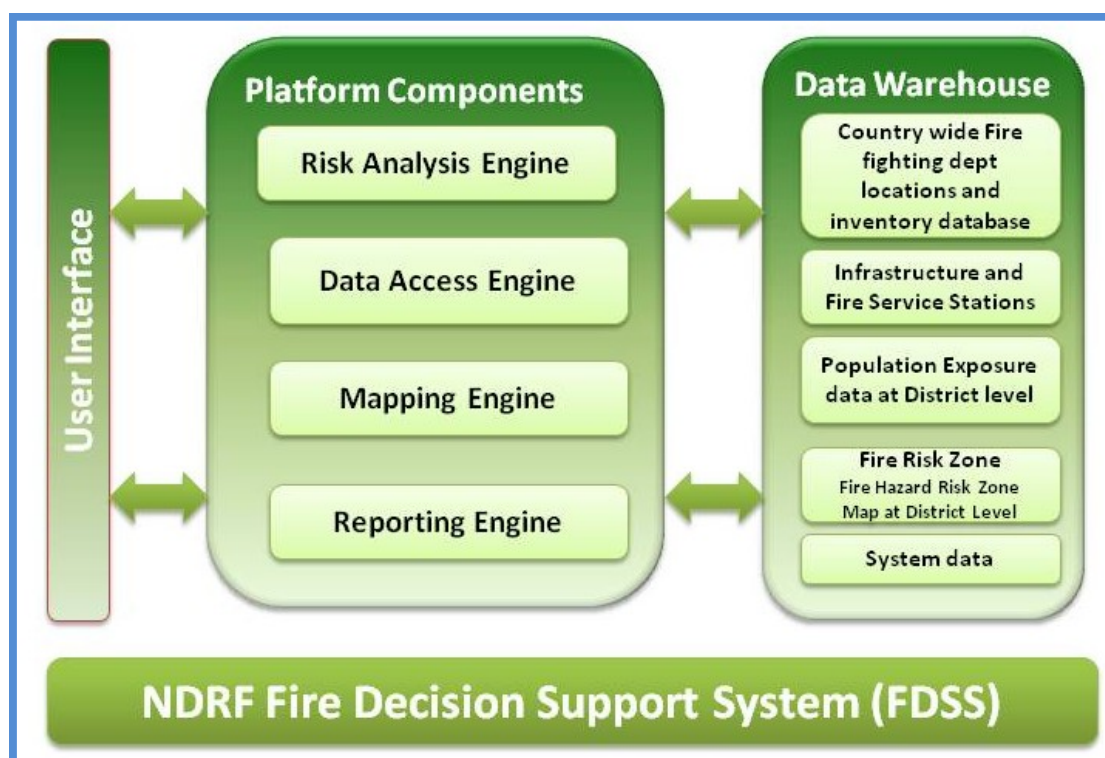 User Interface
Platform Components
Risk Analysis Engine
Data Access Engine
Mapping Engine
Reporting Engine
Data Warehouse
Country wide Fire
fighting dept
locations and
inventory database
Infrastructure and
Fire Service Stations
Population Exposure
data at District level
Fire Risk Zone
Fire Hazard Risk Zone
Map at District Level
System data
NDRF Fire Decision Support System (FDSS)